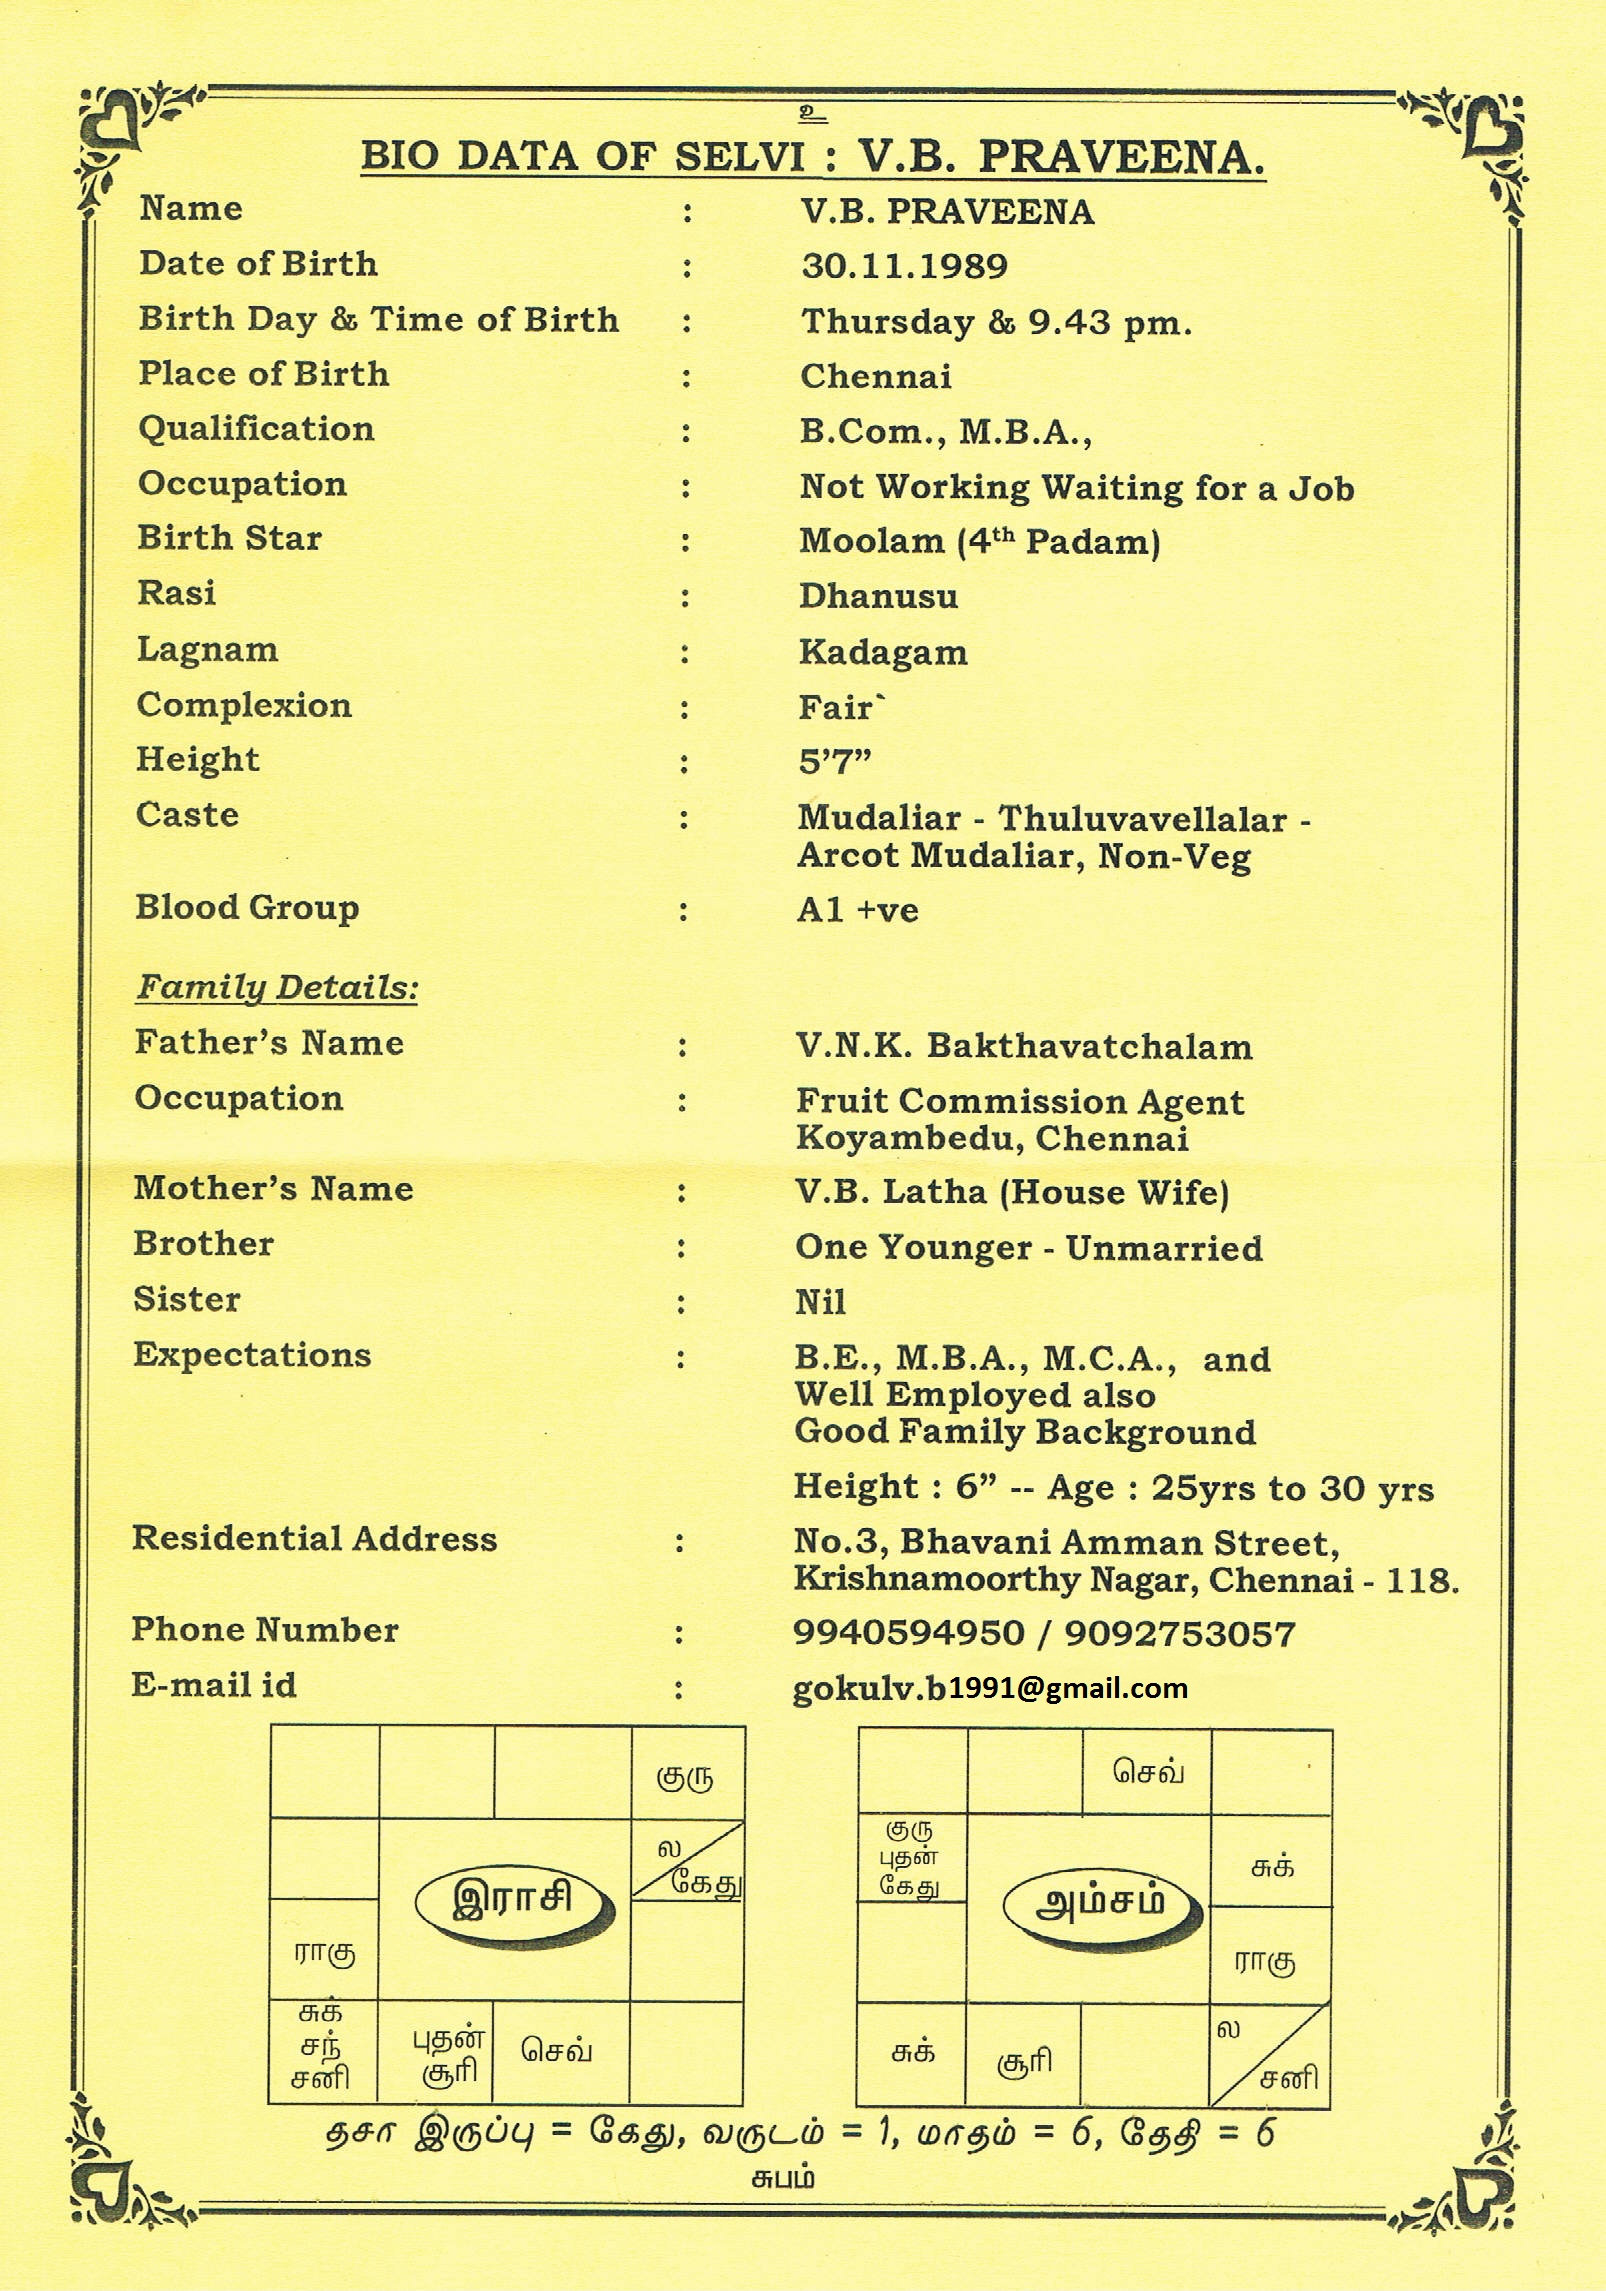 உ
BIO DATA OF SELVI : V.B. PRAVEENA.
Name : V.B. PRAVEENA
Date of Birth : 30.11.1989
Birth Day & Time of Birth : Thursday & 9.43 pm.
Place of Birth : Chennai
Qualification : B.Com., M.B.A.,
Occupation : Not Working Waiting for a Job
Birth Star : Moolam (4th Padam)
Rasi : Dhanusu
Lagnam : Kadagam
Complexion : Fair`
Height : 5’7”
Caste : Mudaliar - Thuluvavellalar -
Arcot Mudaliar, Non-Veg
Blood Group : A1 +ve
Family Details:
Father’s Name : V.N.K. Bakthavatchalam
Occupation : Fruit Commission Agent
Koyambedu, Chennai
Mother’s Name : V.B. Latha (House Wife)
Brother : One Younger - Unmarried
Sister : Nil
Expectations : B.E., M.B.A., M.C.A., and
Well Employed also
Good Family Background
Height : 6” -- Age : 25yrs to 30 yrs
Residential Address : No.3, Bhavani Amman Street,
Krishnamoorthy Nagar, Chennai - 118.
Phone Number : 9940594950 / 9092753057
E-mail id : gokulv.b1991@gmail.com
குரு
ல
கேது
இராசி
ராகு
சுக்
சந்
சனி
புதன்
சூரி
செவ்
செவ்
குரு
புதன்
கேது
சுக்
அம்சம்
ராகு
சுக்
சூரி
ல
சனி
தசா இருப்பு = கேது, வருடம் = 1, மாதம் = 6, தேதி = 6
சுபம்